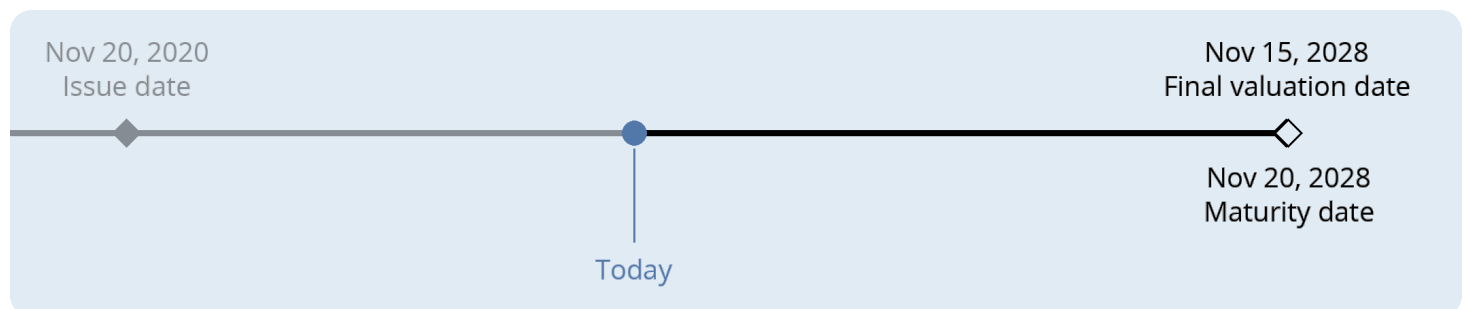 Nov 20, 2020
Issue date
Nov 15, 2028
Final valuation date
Nov 20, 2028
Maturity date
Today